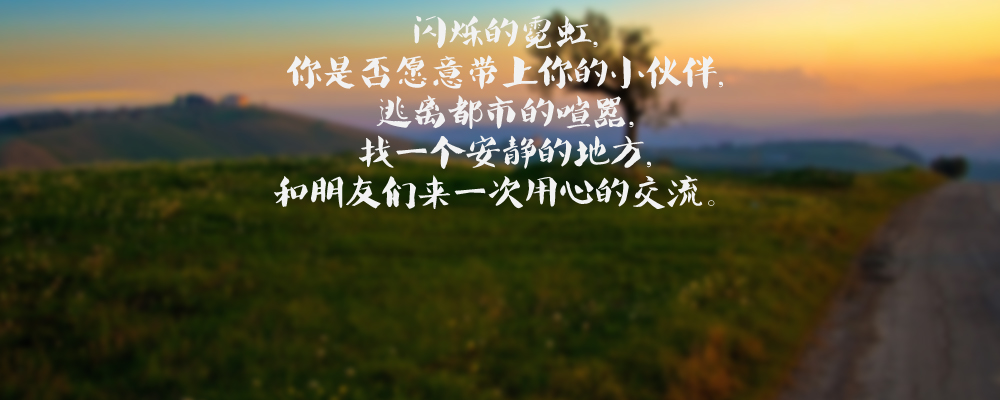 闪烁的霓虹,
你是否愿意带上你的小伙伴,
逃离都市的喧嚣,
找一个安静的地方,
和朋友们来一次用心的交流。